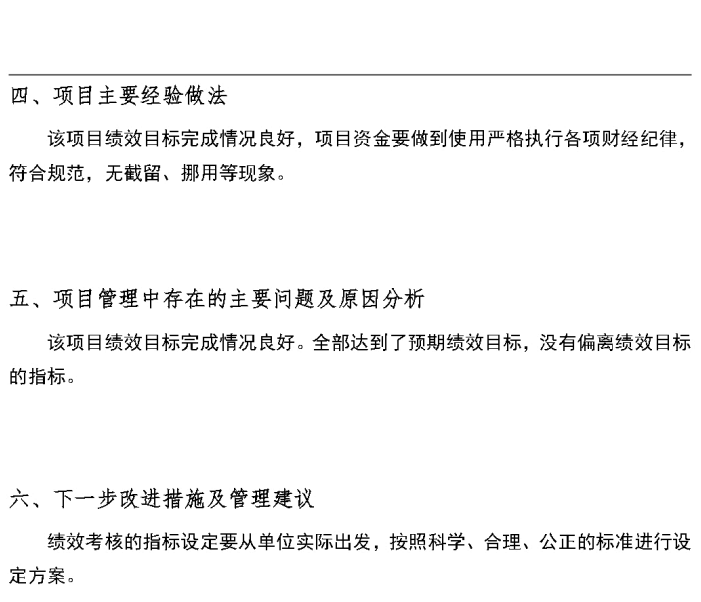 四、项目主要经验做法
该项目绩效目标完成情况良好，项目资金要做到使用严格执行各项财经纪律，
符合规范，无截留、挪用等现象。
五、项目管理中存在的主要问题及原因分析
该项目绩效目标完成情况良好。全部达到了预期绩效目标，没有偏离绩效目标
的指标。
六、下一步改进措施及管理建议
绩效考核的指标设定要从单位实际出发，按照科学、合理、公正的标准进行设
定方案。